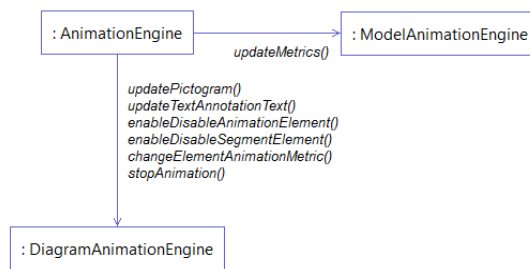 : AnimationEngine
: ModelAnimationEngine
updateMetrics()
updatePictogram()
updateTextAnnotationText()
enableDisableAnimationElement()
enableDisableSegmentElement()
changeElementAnimationMetric()
stopAnimation()
: DiagramAnimationEngine